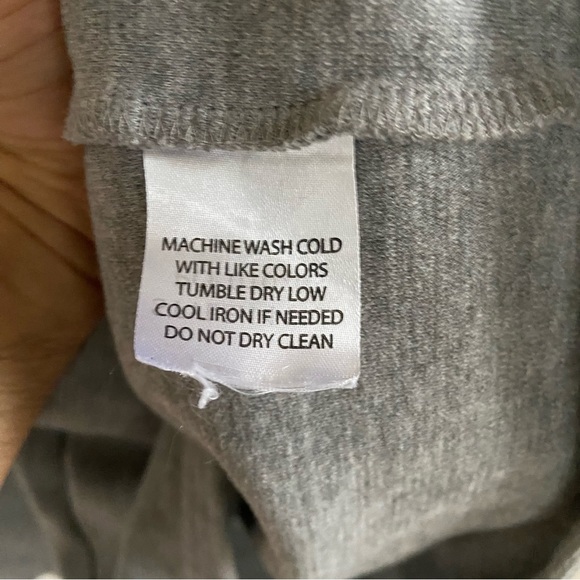 MACHINE WASH COLD
WITH LIKE COLORS
TUMBLE DRY LOW
COOL IRON IF NEEDED
DO NOT DRY CLEAN